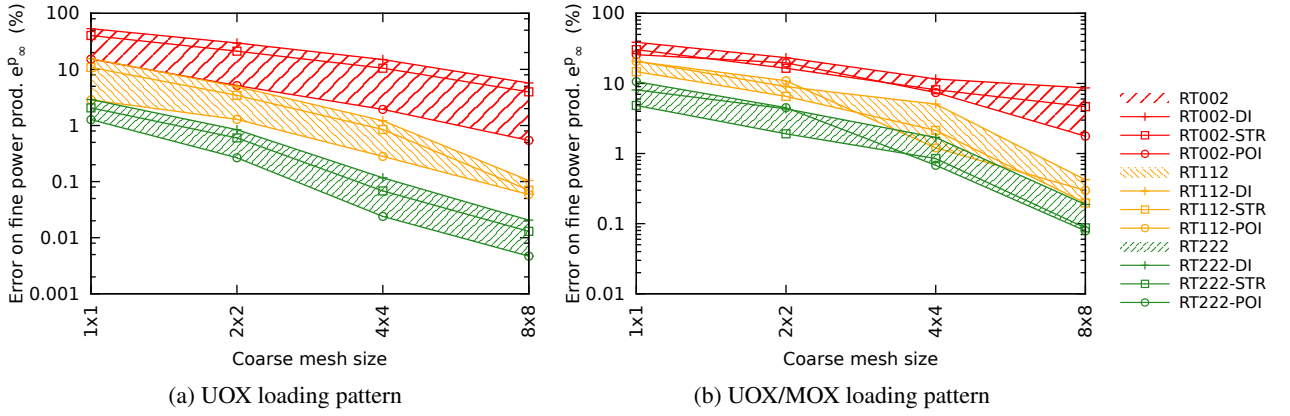 Error on fine power prod. e^p_∞ (%)
100
10
1
0.1
0.01
0.001
1x1
2x2
4x4
8x8
Coarse mesh size
(a) UOX loading pattern
Error on fine power prod. e^p_∞ (%)
100
10
1
0.1
0.01
1x1
2x2
4x4
8x8
Coarse mesh size
(b) UOX/MOX loading pattern
RT002
RT002-DI
RT002-STR
RT002-POI
RT112
RT112-DI
RT112-STR
RT112-POI
RT222
RT222-DI
RT222-STR
RT222-POI